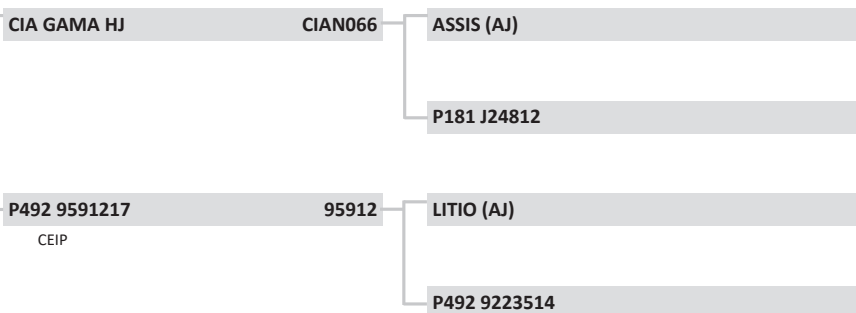 CIA GAMA HJ CIAN066
ASSIS (AJ)
P181 J24812
P492 9591217 95912
LITIO (AJ)
CEIP
P492 9223514